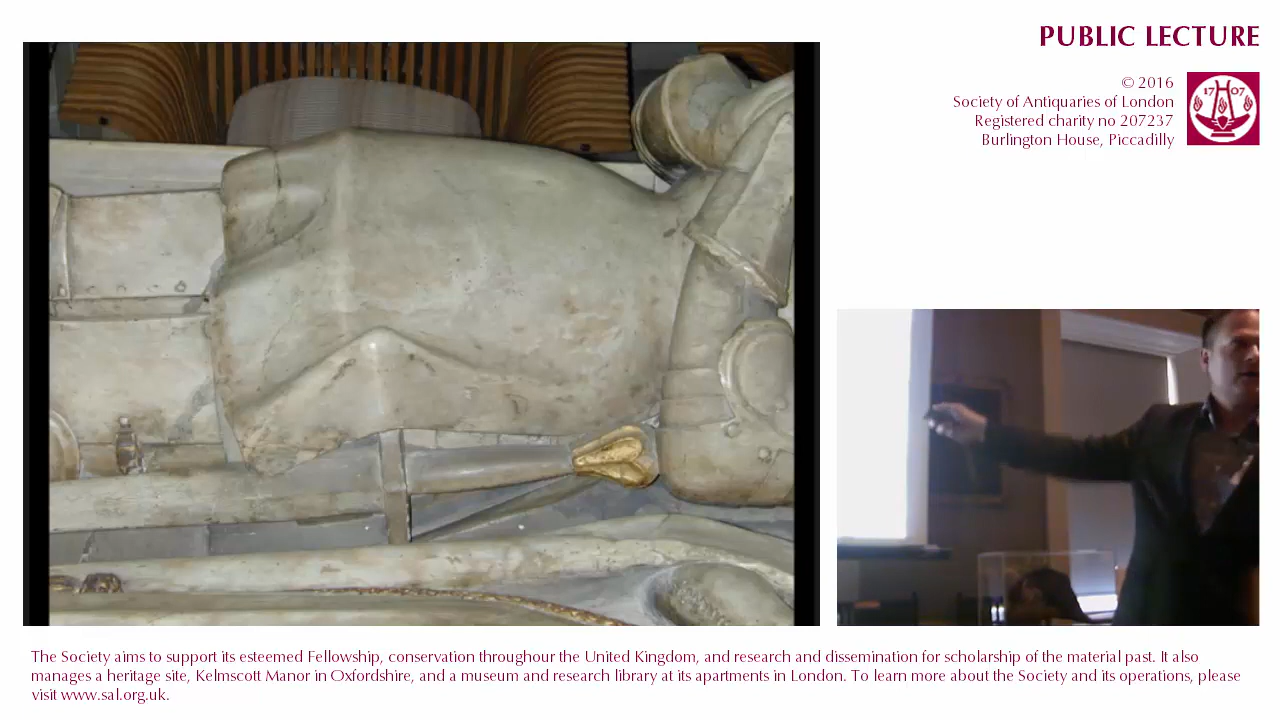 PUBLIC LECTURE
© 2016
Society of Antiquaries of London
Registered charity no 207237
Burlington House, Piccadilly
17 07
The Society aims to support its esteemed Fellowship, conservation throughour the United Kingdom, and research and dissemination for scholarship of the material past. It also
manages a heritage site, Kelmscott Manor in Oxfordshire, and a museum and research library at its apartments in London. To learn more about the Society and its operations, please
visit www.sal.org.uk.